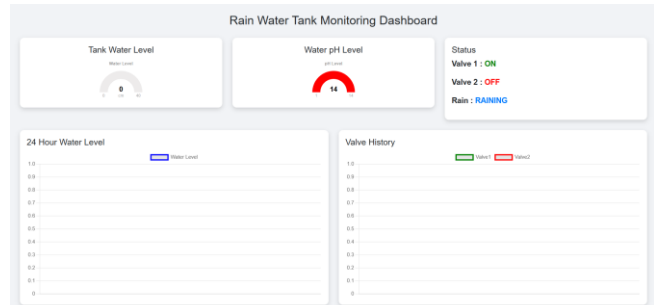 Rain Water Tank Monitoring Dashboard
Tank Water Level
Water Level
0
0
90
Water pH Level
pH Level
14
1
14
Status
Valve 1 : ON
Valve 2 : OFF
Rain : RAINING
24 Hour Water Level
Water Level
1.0
0.9
0.8
0.7
0.6
0.5
0.4
0.3
0.2
0.1
0
Valve History
Valve1 Valve2
1.0
0.9
0.8
0.7
0.6
0.5
0.4
0.3
0.2
0.1
0